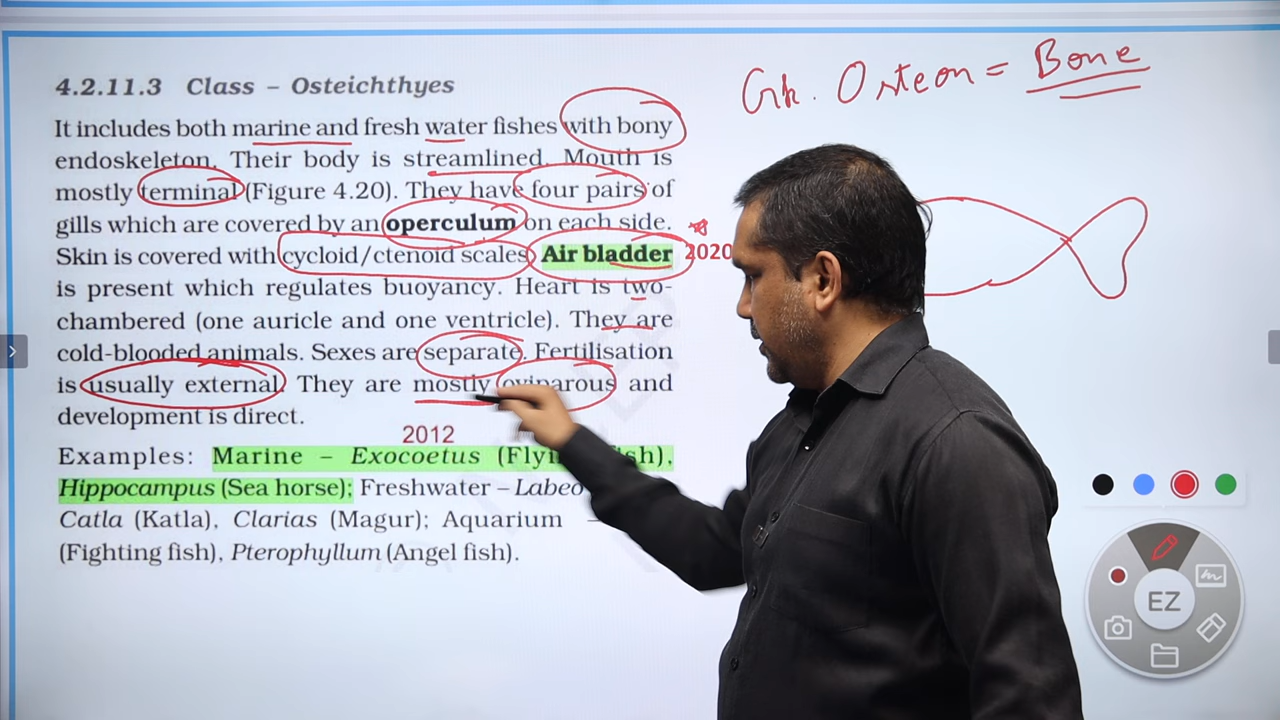 4.2.11.3 Class – Osteichthyes
Gk. Osteon = Bone
It includes both marine and fresh water fishes with bony
endoskeleton. Their body is streamlined. Mouth is
mostly terminal (Figure 4.20). They have four pairs of
gills which are covered by an operculum on each side.
Skin is covered with cycloid/ctenoid scales. Air bladder 2020
is present which regulates buoyancy. Heart is two-
chambered (one auricle and one ventricle). They are
cold-blooded animals. Sexes are separate. Fertilisation
is usually external. They are mostly oviparous and
development is direct.
2012
Examples: Marine – Exocoetus (Flying fish),
Hippocampus (Sea horse); Freshwater – Labeo
Catla (Katla), Clarias (Magur); Aquarium –
(Fighting fish), Pterophyllum (Angel fish).
EZ